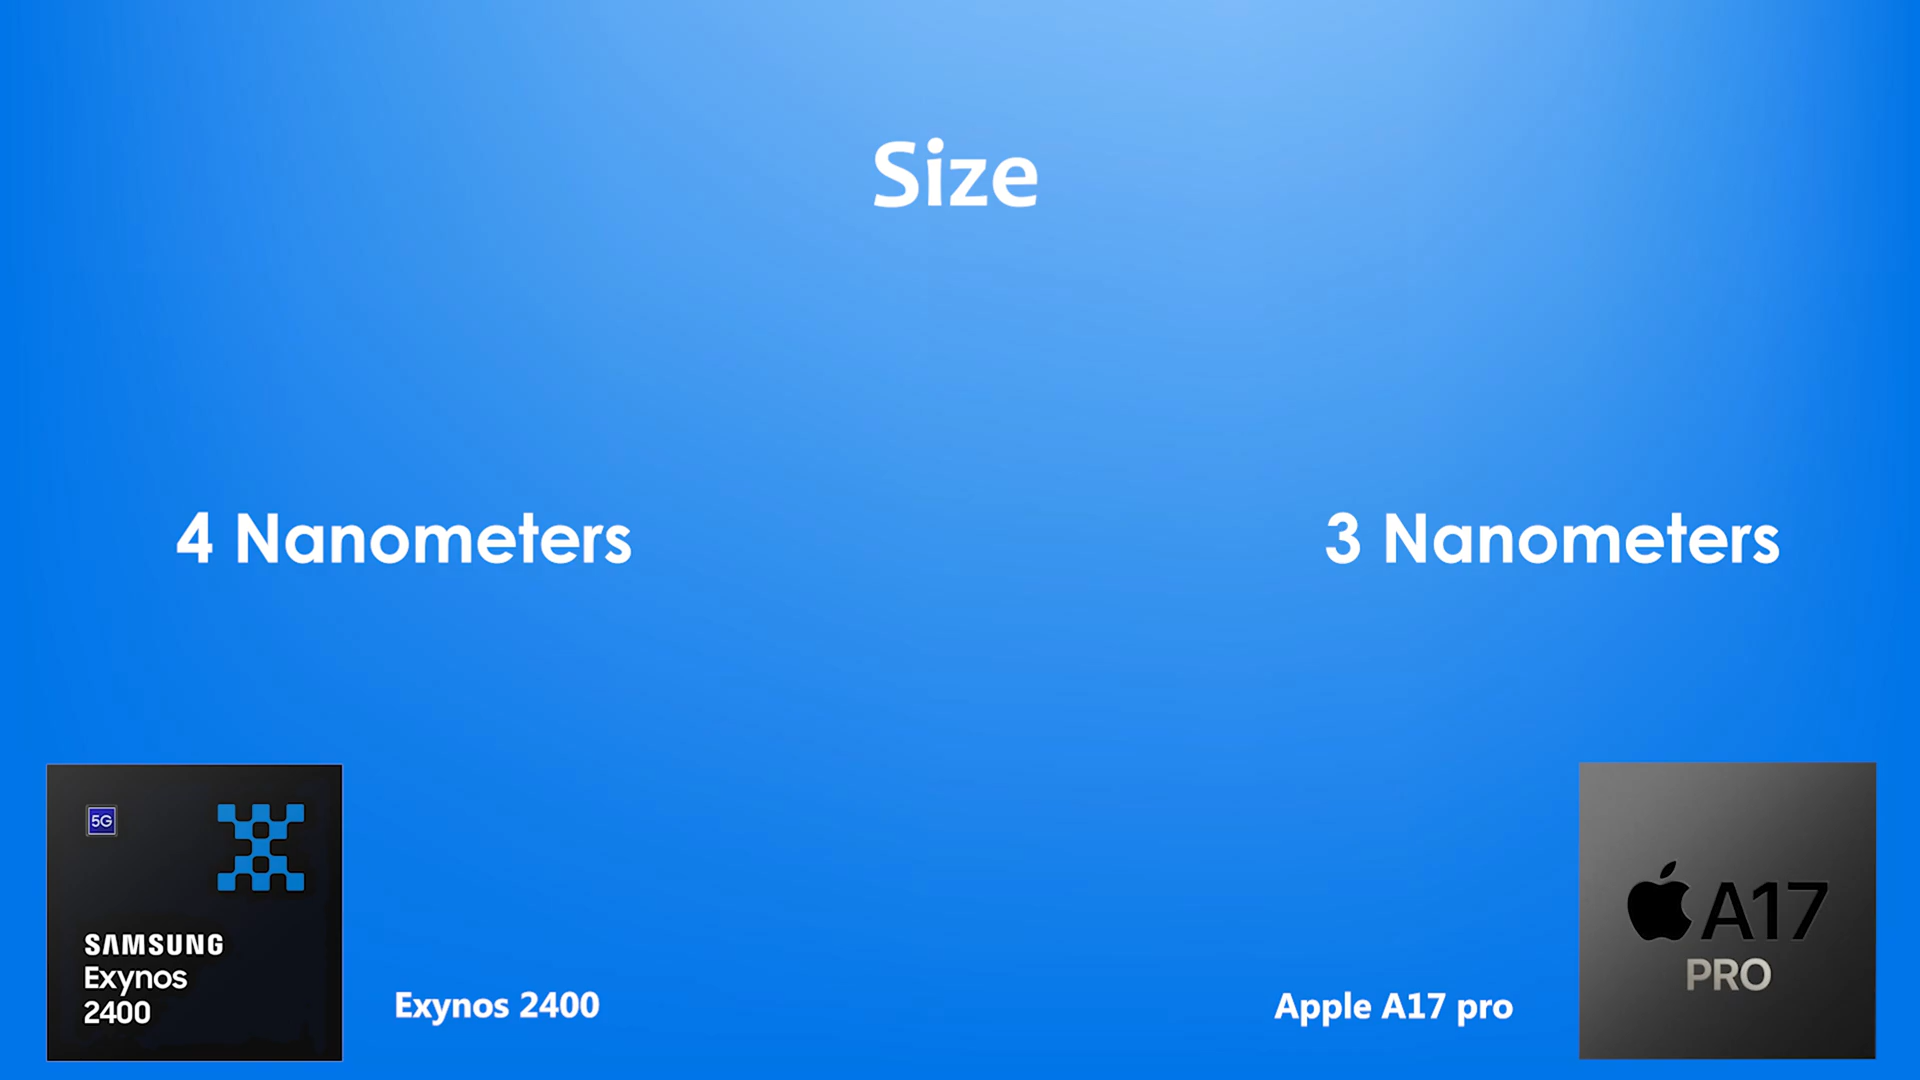 Size
4 Nanometers
3 Nanometers
5G
SAMSUNG
Exynos
2400
Exynos 2400
Apple A17 pro
A17
PRO